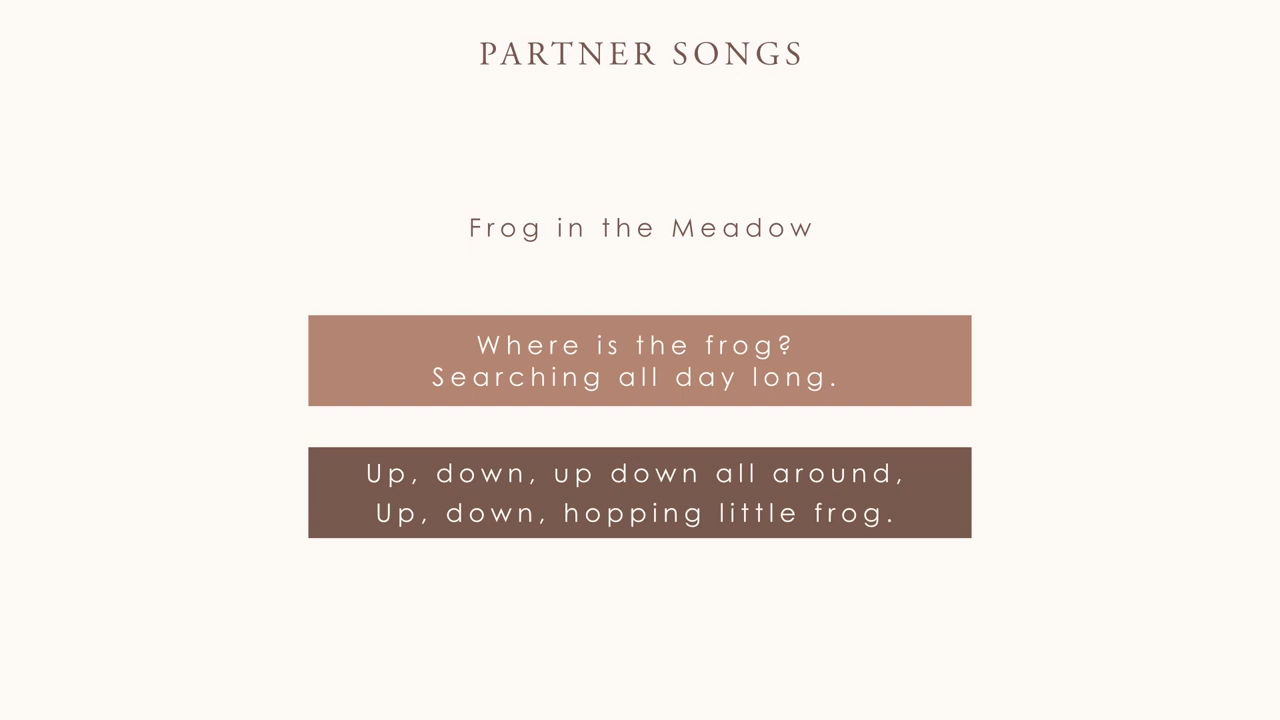 PARTNER SONGS
Frog in the Meadow
Where is the frog?
Searching all day long.
Up, down, up down all around,
Up, down, hopping little frog.